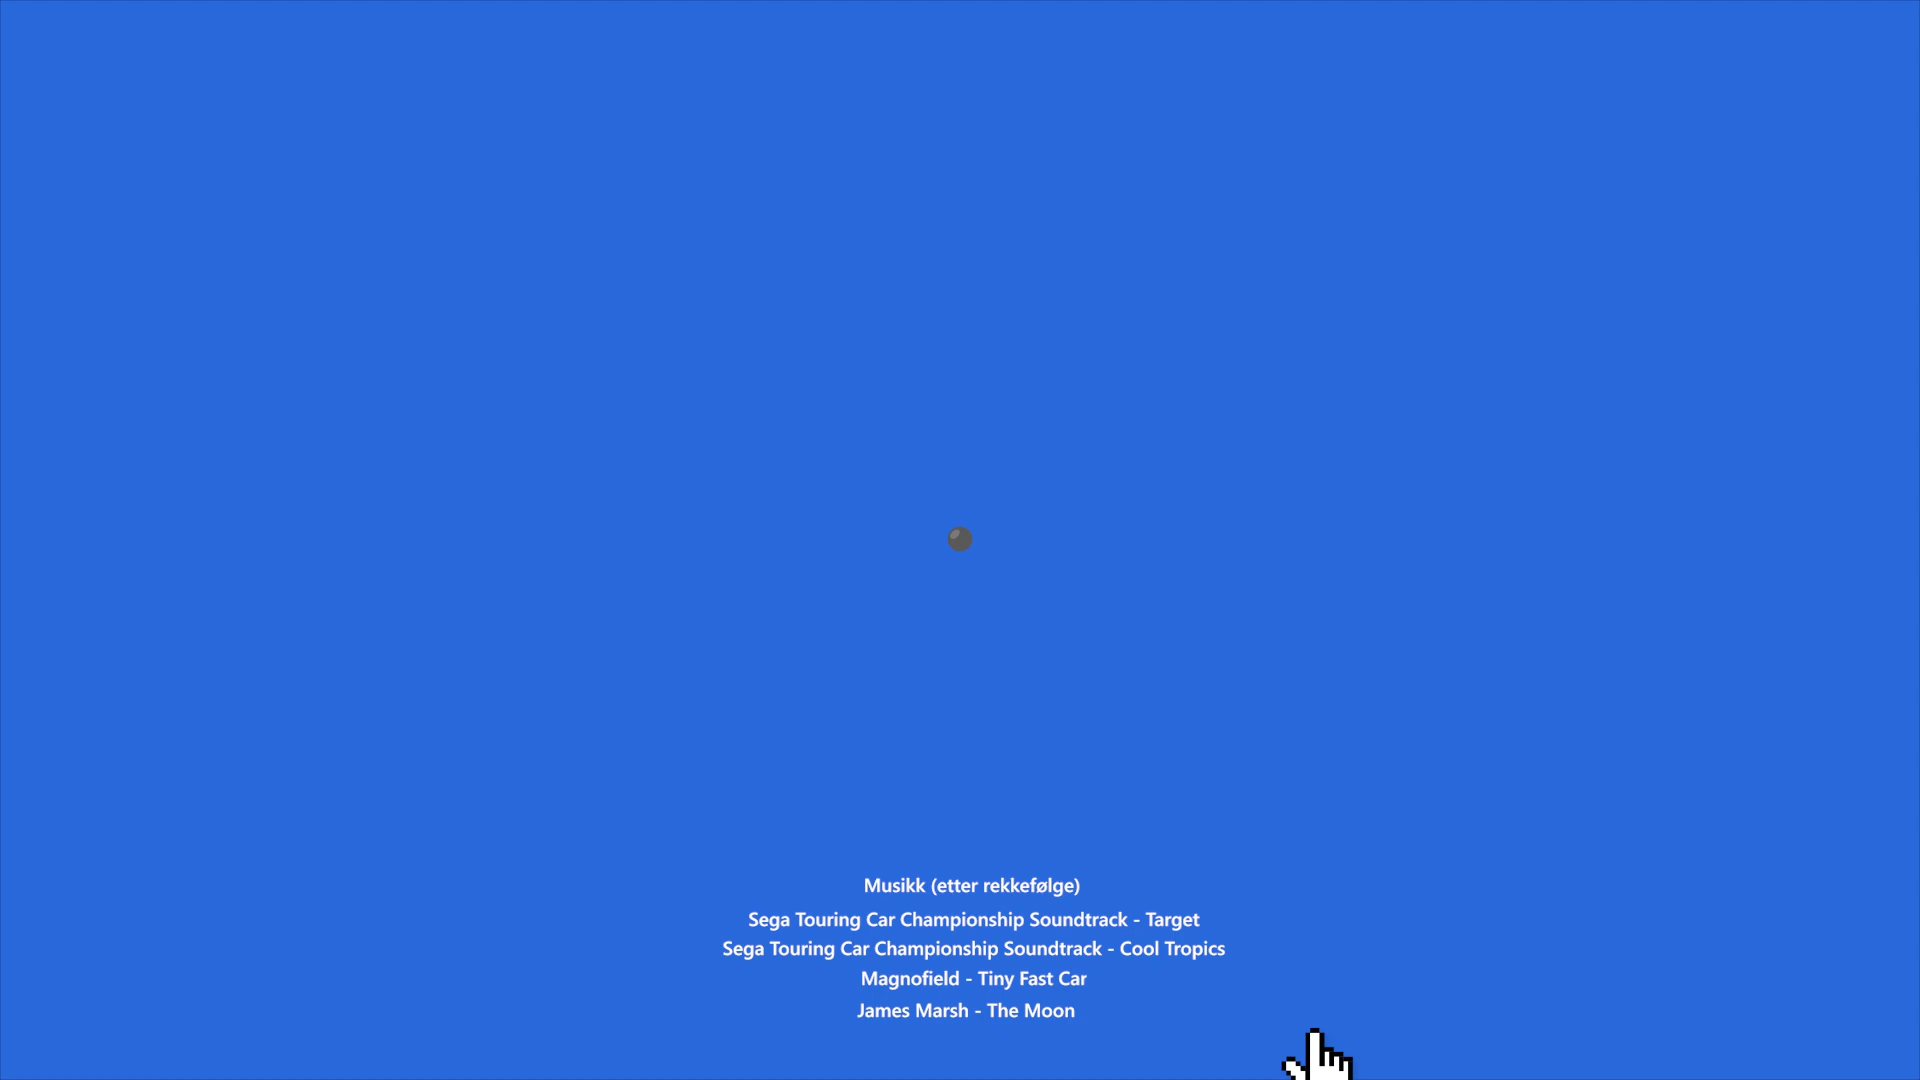 Musikk (etter rekkefølge)
Sega Touring Car Championship Soundtrack - Target
Sega Touring Car Championship Soundtrack - Cool Tropics
Magnofield - Tiny Fast Car
James Marsh - The Moon